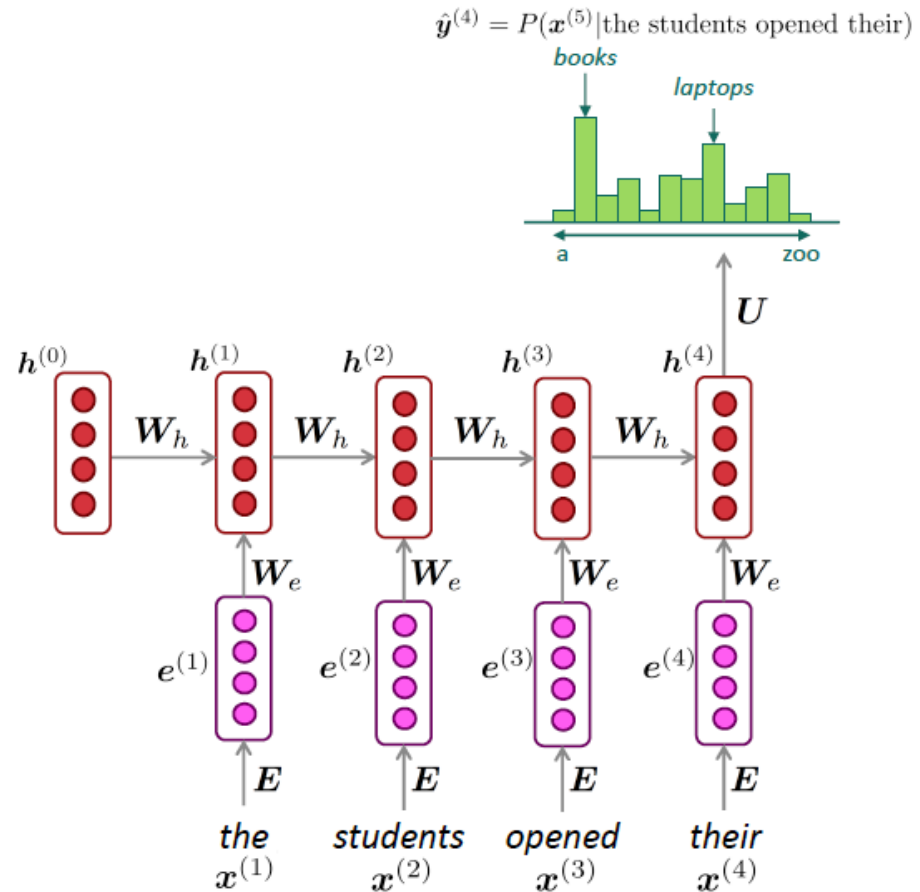 ŷ^(4) = P(x^(5)|the students opened their)
books
laptops
a zoo
U
h^(0) h^(1) h^(2) h^(3) h^(4)
W_h W_h W_h W_h
W_e W_e W_e W_e
e^(1) e^(2) e^(3) e^(4)
E E E E
the students opened their
x^(1) x^(2) x^(3) x^(4)